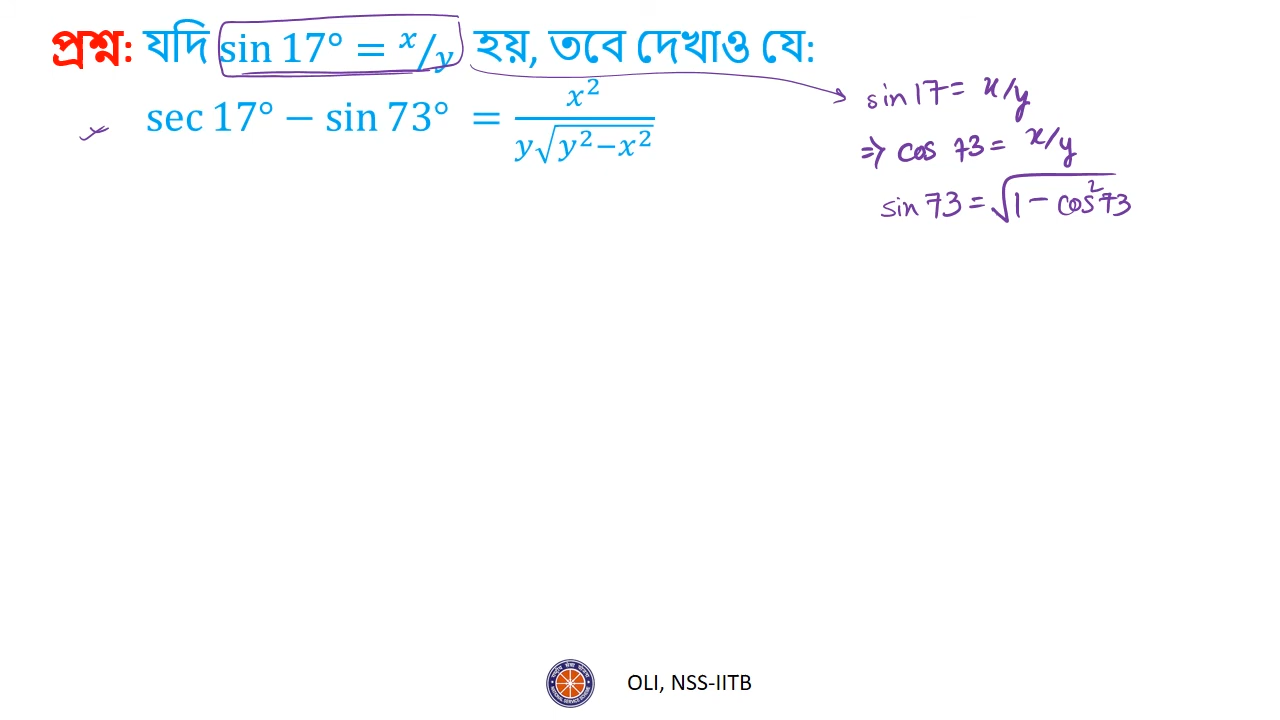 প্রশ্ন: যদি sin 17° = x/y হয়, তবে দেখাও যে:
sec 17° − sin 73° = x²/(y√(y²−x²))
sin 17 = x/y
⇒ cos 73 = x/y
sin 73 = √(1 − cos²73)
OLI, NSS-IITB